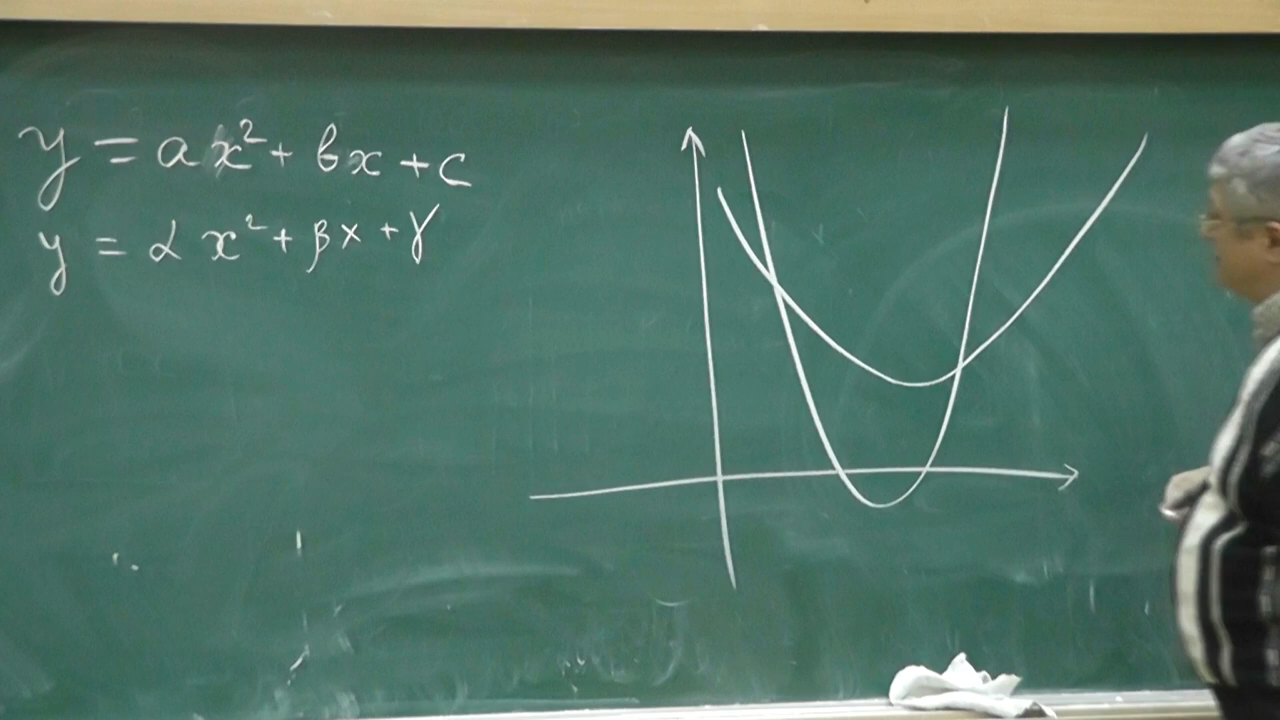 y = ax² + bx + c
y = αx² + βx + γ